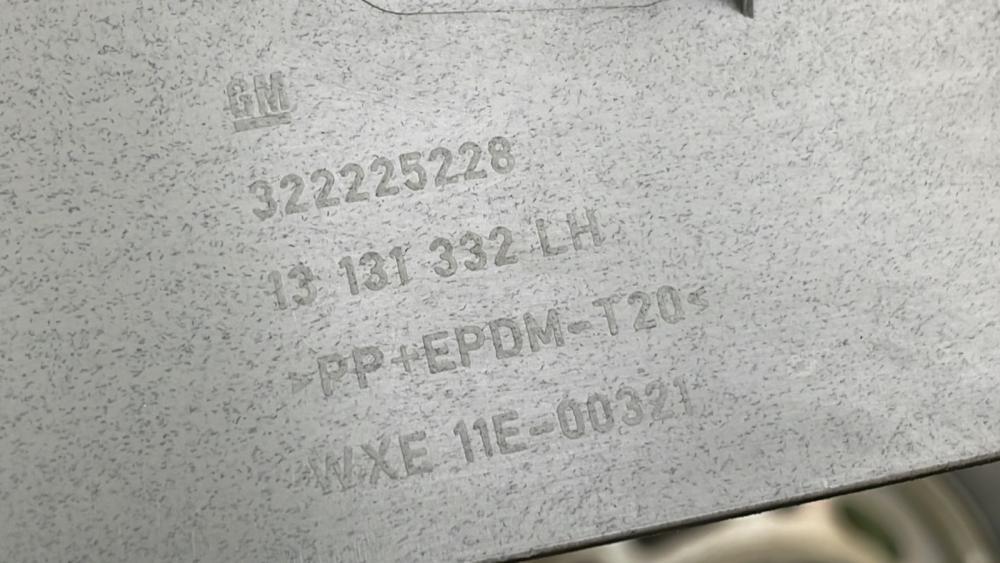 GM
322225228
13 131 332 LH
>PP+EPDM-T20<
WXE 11E-00321